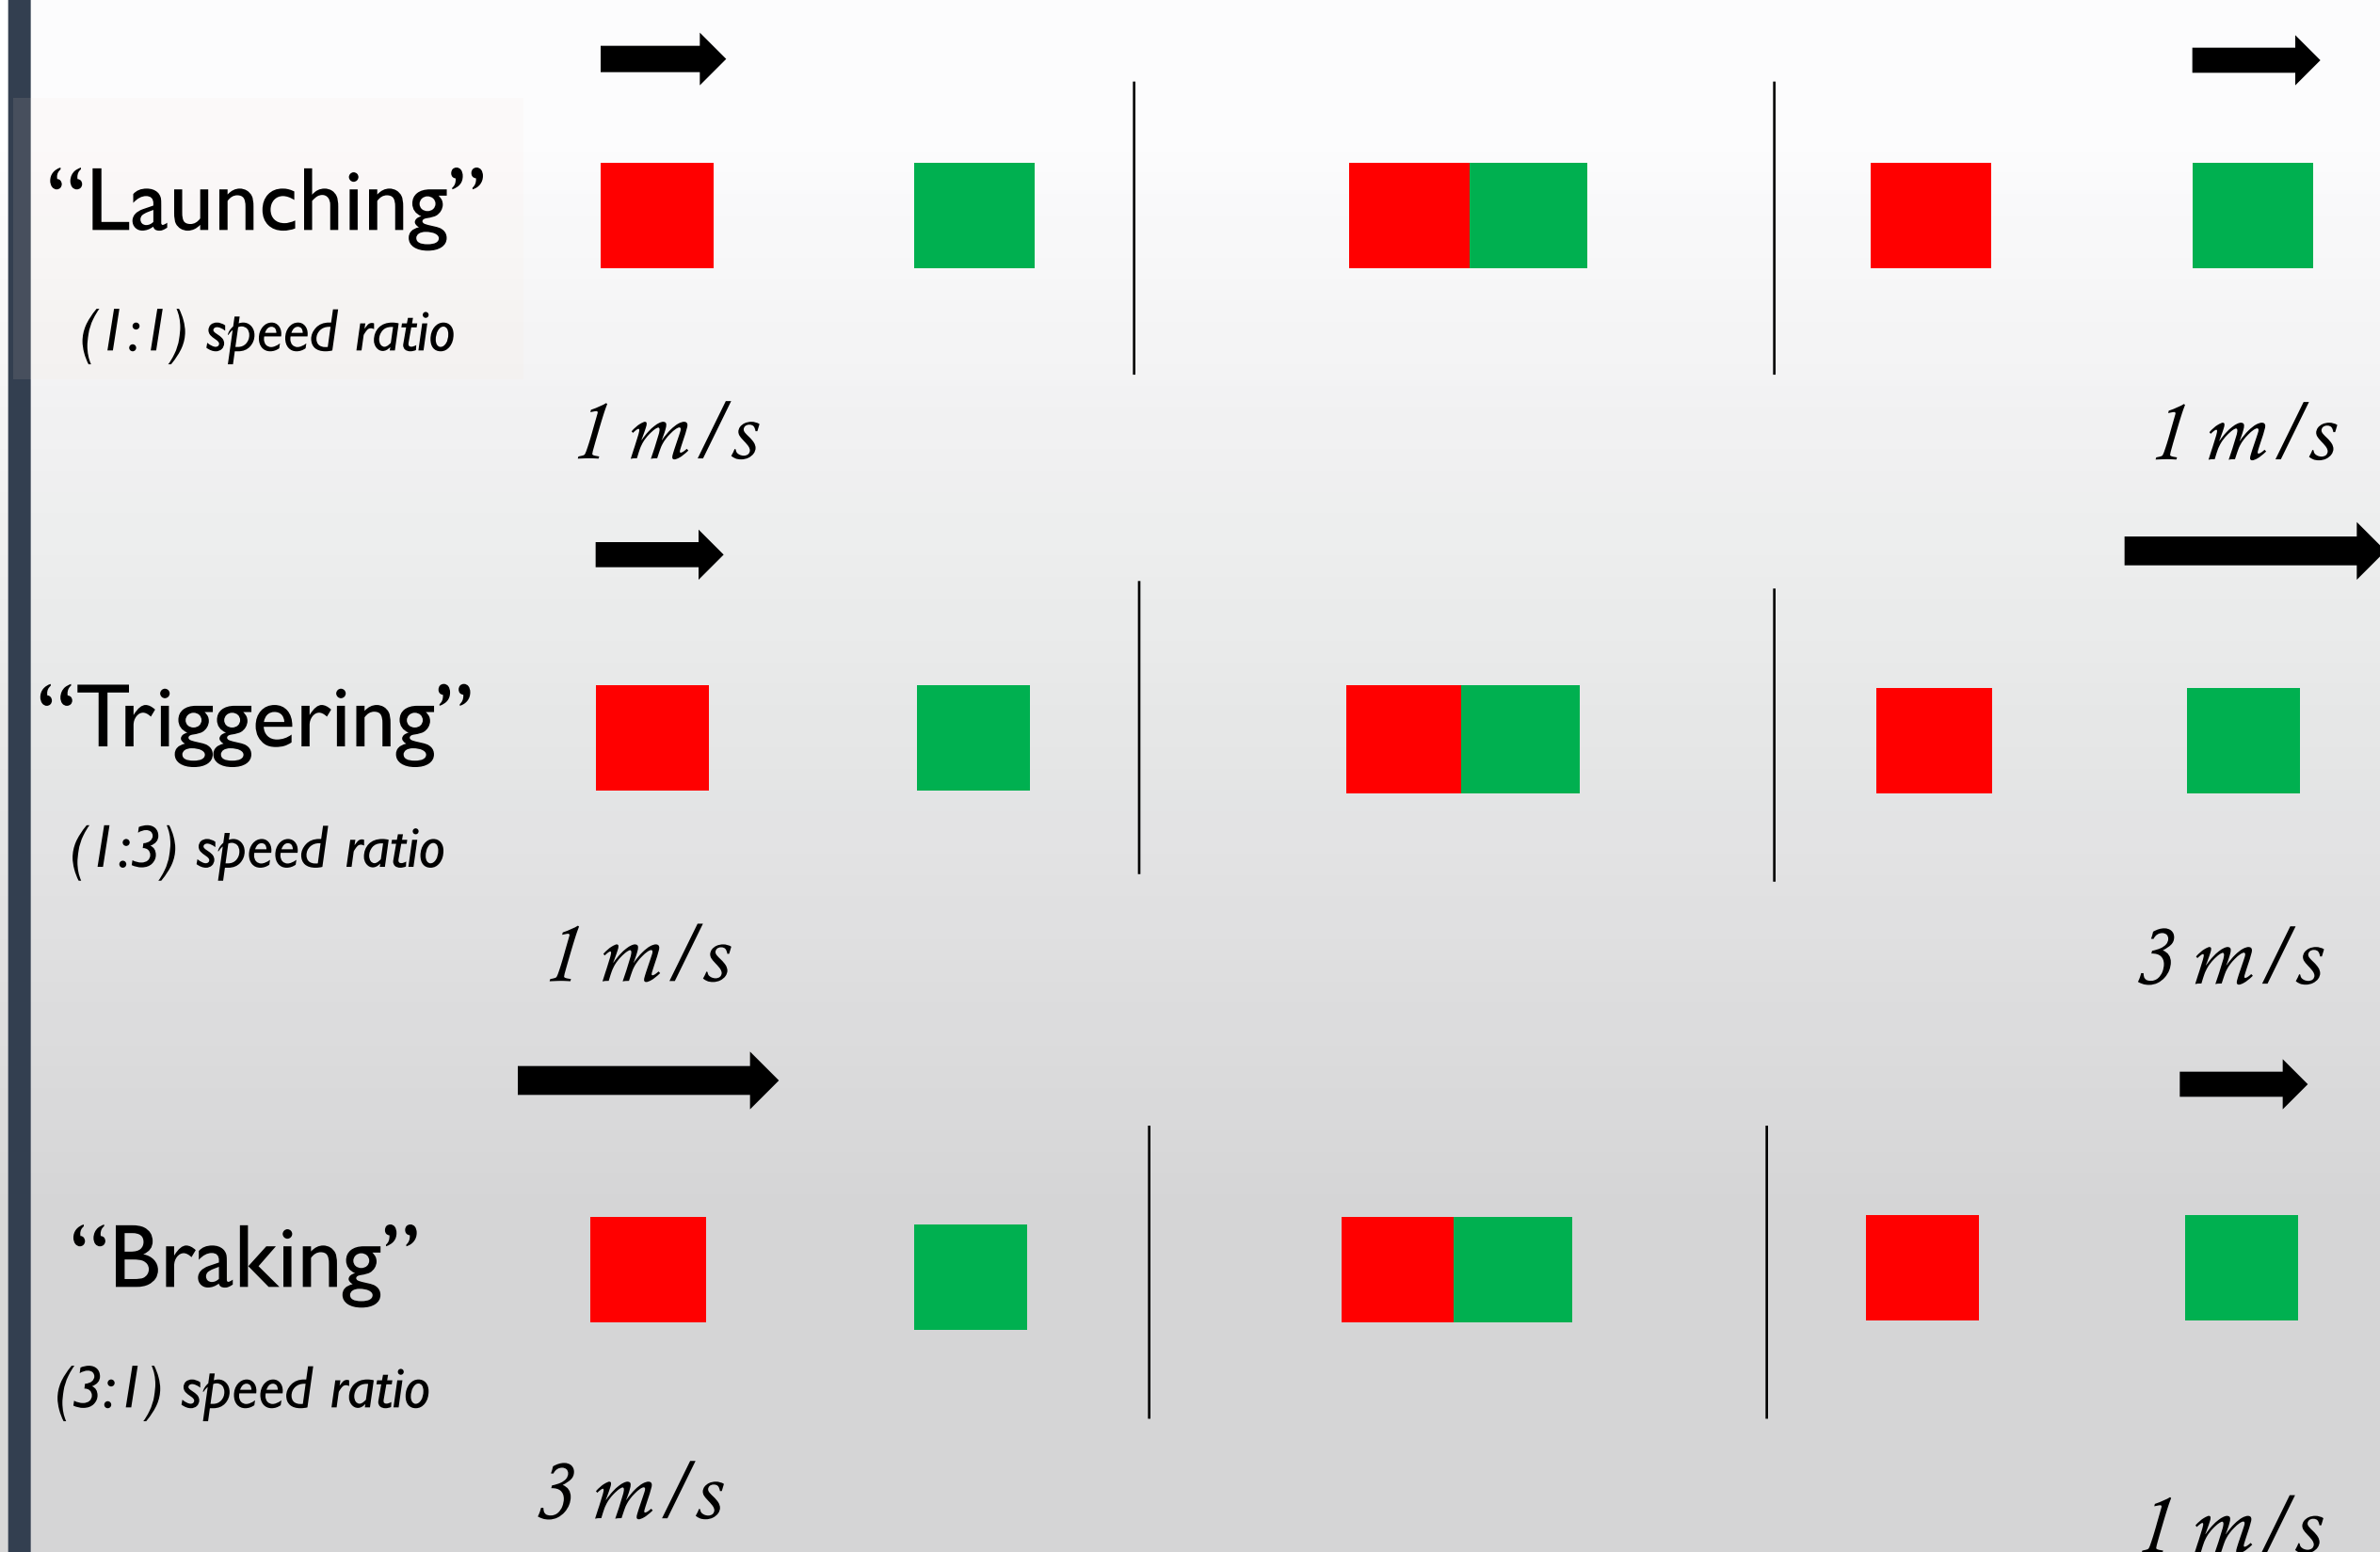 “Launching”
(1:1) speed ratio
1 m/s
1 m/s
“Triggering”
(1:3) speed ratio
1 m/s
3 m/s
“Braking”
(3:1) speed ratio
3 m/s
1 m/s